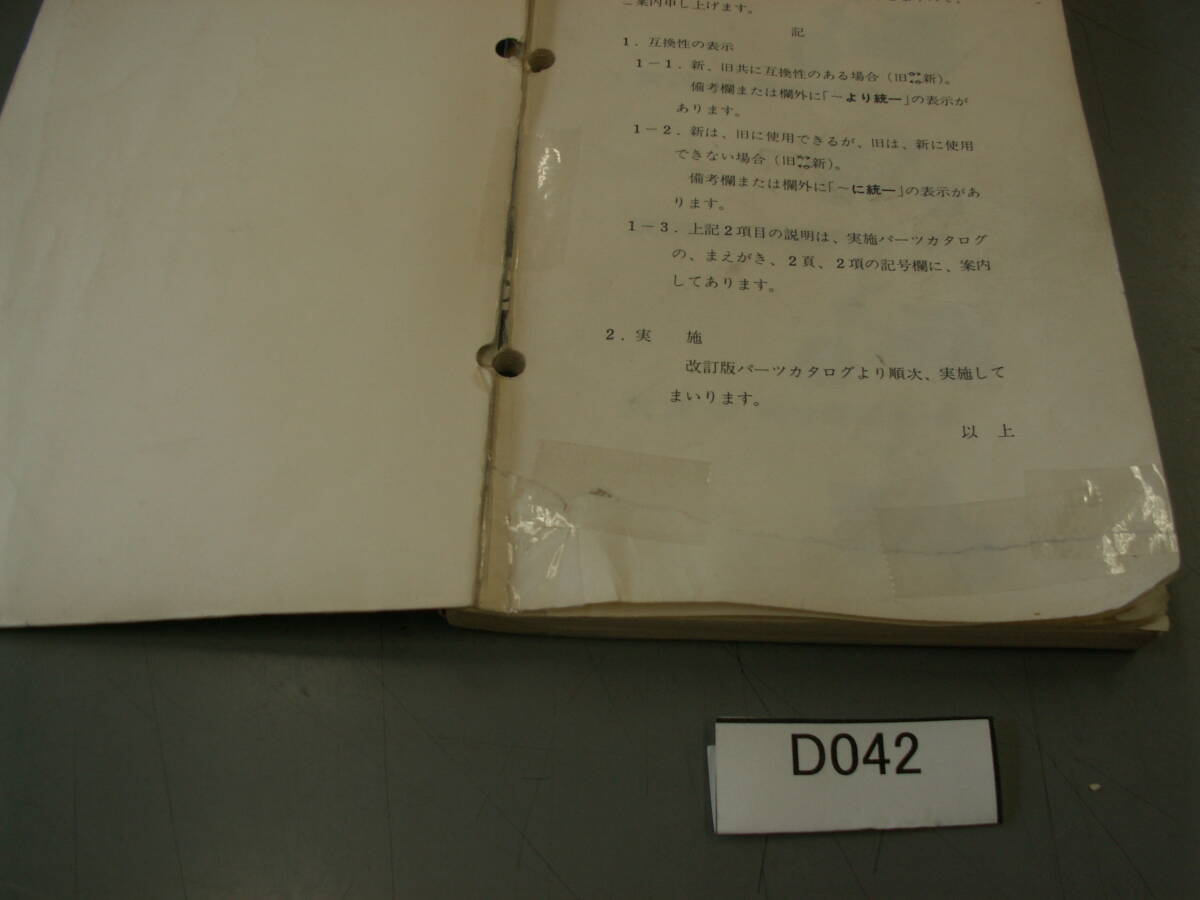 ご案内申し上げます。
記
1．互換性の表示
1－1．新、旧共に互換性のある場合（旧新）。
備考欄または欄外に「－より統一」の表示が
あります。
1－2．新は、旧に使用できるが、旧は、新に使用
できない場合（旧新）。
備考欄または欄外に「－に統一」の表示があ
ります。
1－3．上記2項目の説明は、実施パーツカタログ
の、まえがき、2頁、2項の記号欄に、案内
してあります。
2．実　施
改訂版パーツカタログより順次、実施して
まいります。
以　上
D042